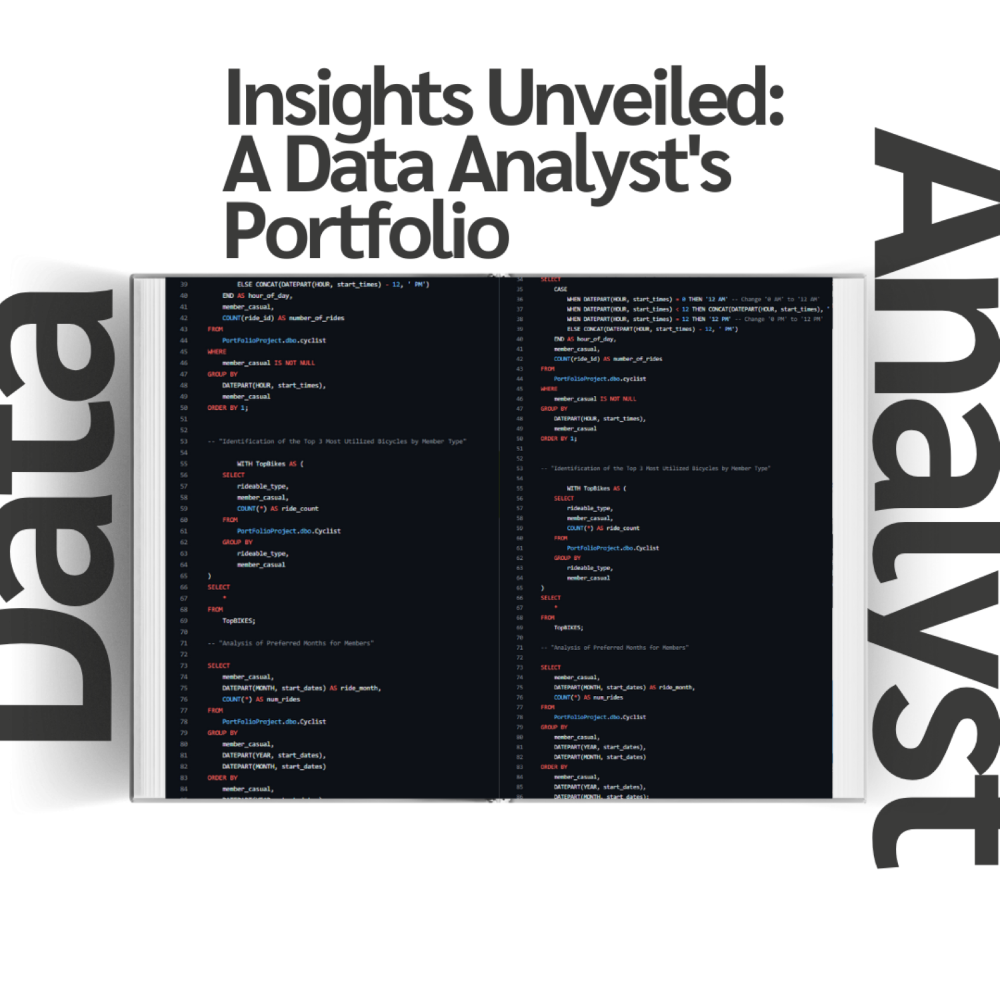 Insights Unveiled:
A Data Analyst's
Portfolio
Data
39 ELSE CONCAT(DATEPART(HOUR, start_times) - 12, ' PM')
40 END AS hour_of_day,
41 member_casual,
42 COUNT(ride_id) AS number_of_rides
43 FROM
44 PortFolioProject.dbo.cyclist
45 WHERE
46 member_casual IS NOT NULL
47 GROUP BY
48 DATEPART(HOUR, start_times),
49 member_casual
50 ORDER BY 1;
51
52
53 -- "Identification of the Top 3 Most Utilized Bicycles by Member Type"
54
55 WITH TopBikes AS (
56 SELECT
57 rideable_type,
58 member_casual,
59 COUNT(*) AS ride_count
60 FROM
61 PortFolioProject.dbo.Cyclist
62 GROUP BY
63 rideable_type,
64 member_casual
65 )
66 SELECT
67 *
68 FROM
69 TopBIKES;
70
71 -- "Analysis of Preferred Months for Members"
72
73 SELECT
74 member_casual,
75 DATEPART(MONTH, start_dates) AS ride_month,
76 COUNT(*) AS num_rides
77 FROM
78 PortFolioProject.dbo.Cyclist
79 GROUP BY
80 member_casual,
81 DATEPART(YEAR, start_dates),
82 DATEPART(MONTH, start_dates)
83 ORDER BY
84 member_casual,
34 SELECT
35 CASE
36 WHEN DATEPART(HOUR, start_times) = 0 THEN '12 AM' -- Change '0 AM' to '12 AM'
37 WHEN DATEPART(HOUR, start_times) < 12 THEN CONCAT(DATEPART(HOUR, start_times), '
38 WHEN DATEPART(HOUR, start_times) = 12 THEN '12 PM' -- Change '0 PM' to '12 PM'
39 ELSE CONCAT(DATEPART(HOUR, start_times) - 12, ' PM')
40 END AS hour_of_day,
41 member_casual,
42 COUNT(ride_id) AS number_of_rides
43 FROM
44 PortFolioProject.dbo.cyclist
45 WHERE
46 member_casual IS NOT NULL
47 GROUP BY
48 DATEPART(HOUR, start_times),
49 member_casual
50 ORDER BY 1;
51
52
53 -- "Identification of the Top 3 Most Utilized Bicycles by Member Type"
54
55 WITH TopBikes AS (
56 SELECT
57 rideable_type,
58 member_casual,
59 COUNT(*) AS ride_count
60 FROM
61 PortFolioProject.dbo.Cyclist
62 GROUP BY
63 rideable_type,
64 member_casual
65 )
66 SELECT
67 *
68 FROM
69 TopBIKES;
70
71 -- "Analysis of Preferred Months for Members"
72
73 SELECT
74 member_casual,
75 DATEPART(MONTH, start_dates) AS ride_month,
76 COUNT(*) AS num_rides
77 FROM
78 PortFolioProject.dbo.Cyclist
79 GROUP BY
80 member_casual,
81 DATEPART(YEAR, start_dates),
82 DATEPART(MONTH, start_dates)
83 ORDER BY
84 member_casual,
85 DATEPART(YEAR, start_dates),
86 DATEPART(MONTH, start_dates);
Analyst